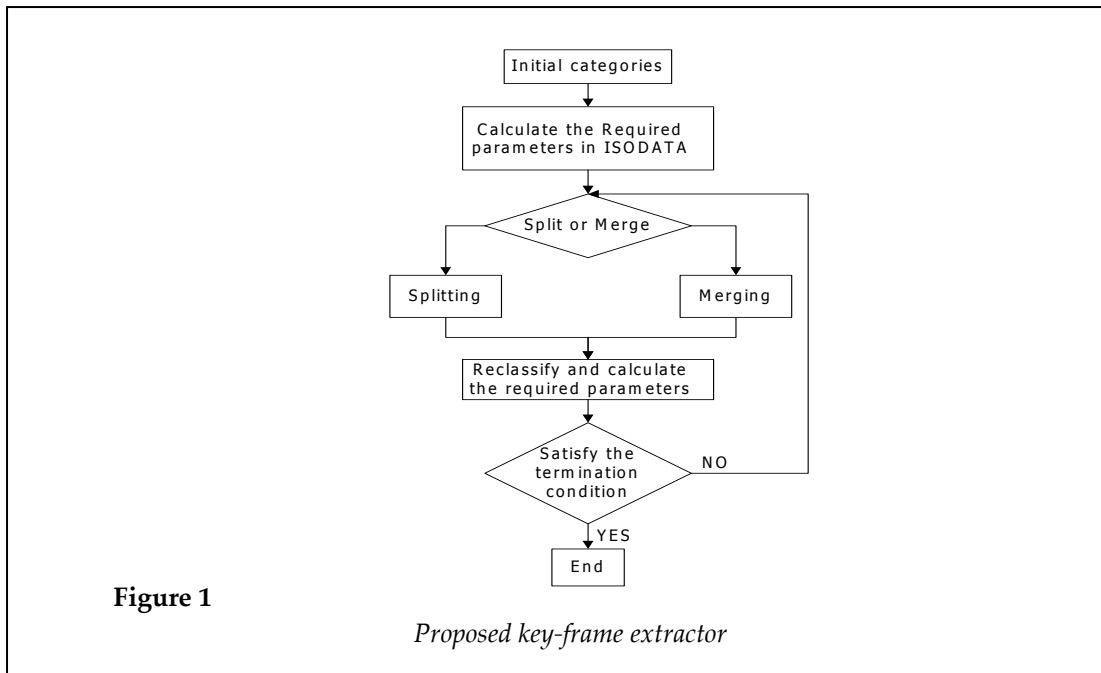 Initial categories
Calculate the Required
parameters in ISODATA
Split or Merge
Splitting
Merging
Reclassify and calculate
the required parameters
Satisfy the
termination
condition
NO
YES
End
Figure 1
Proposed key-frame extractor